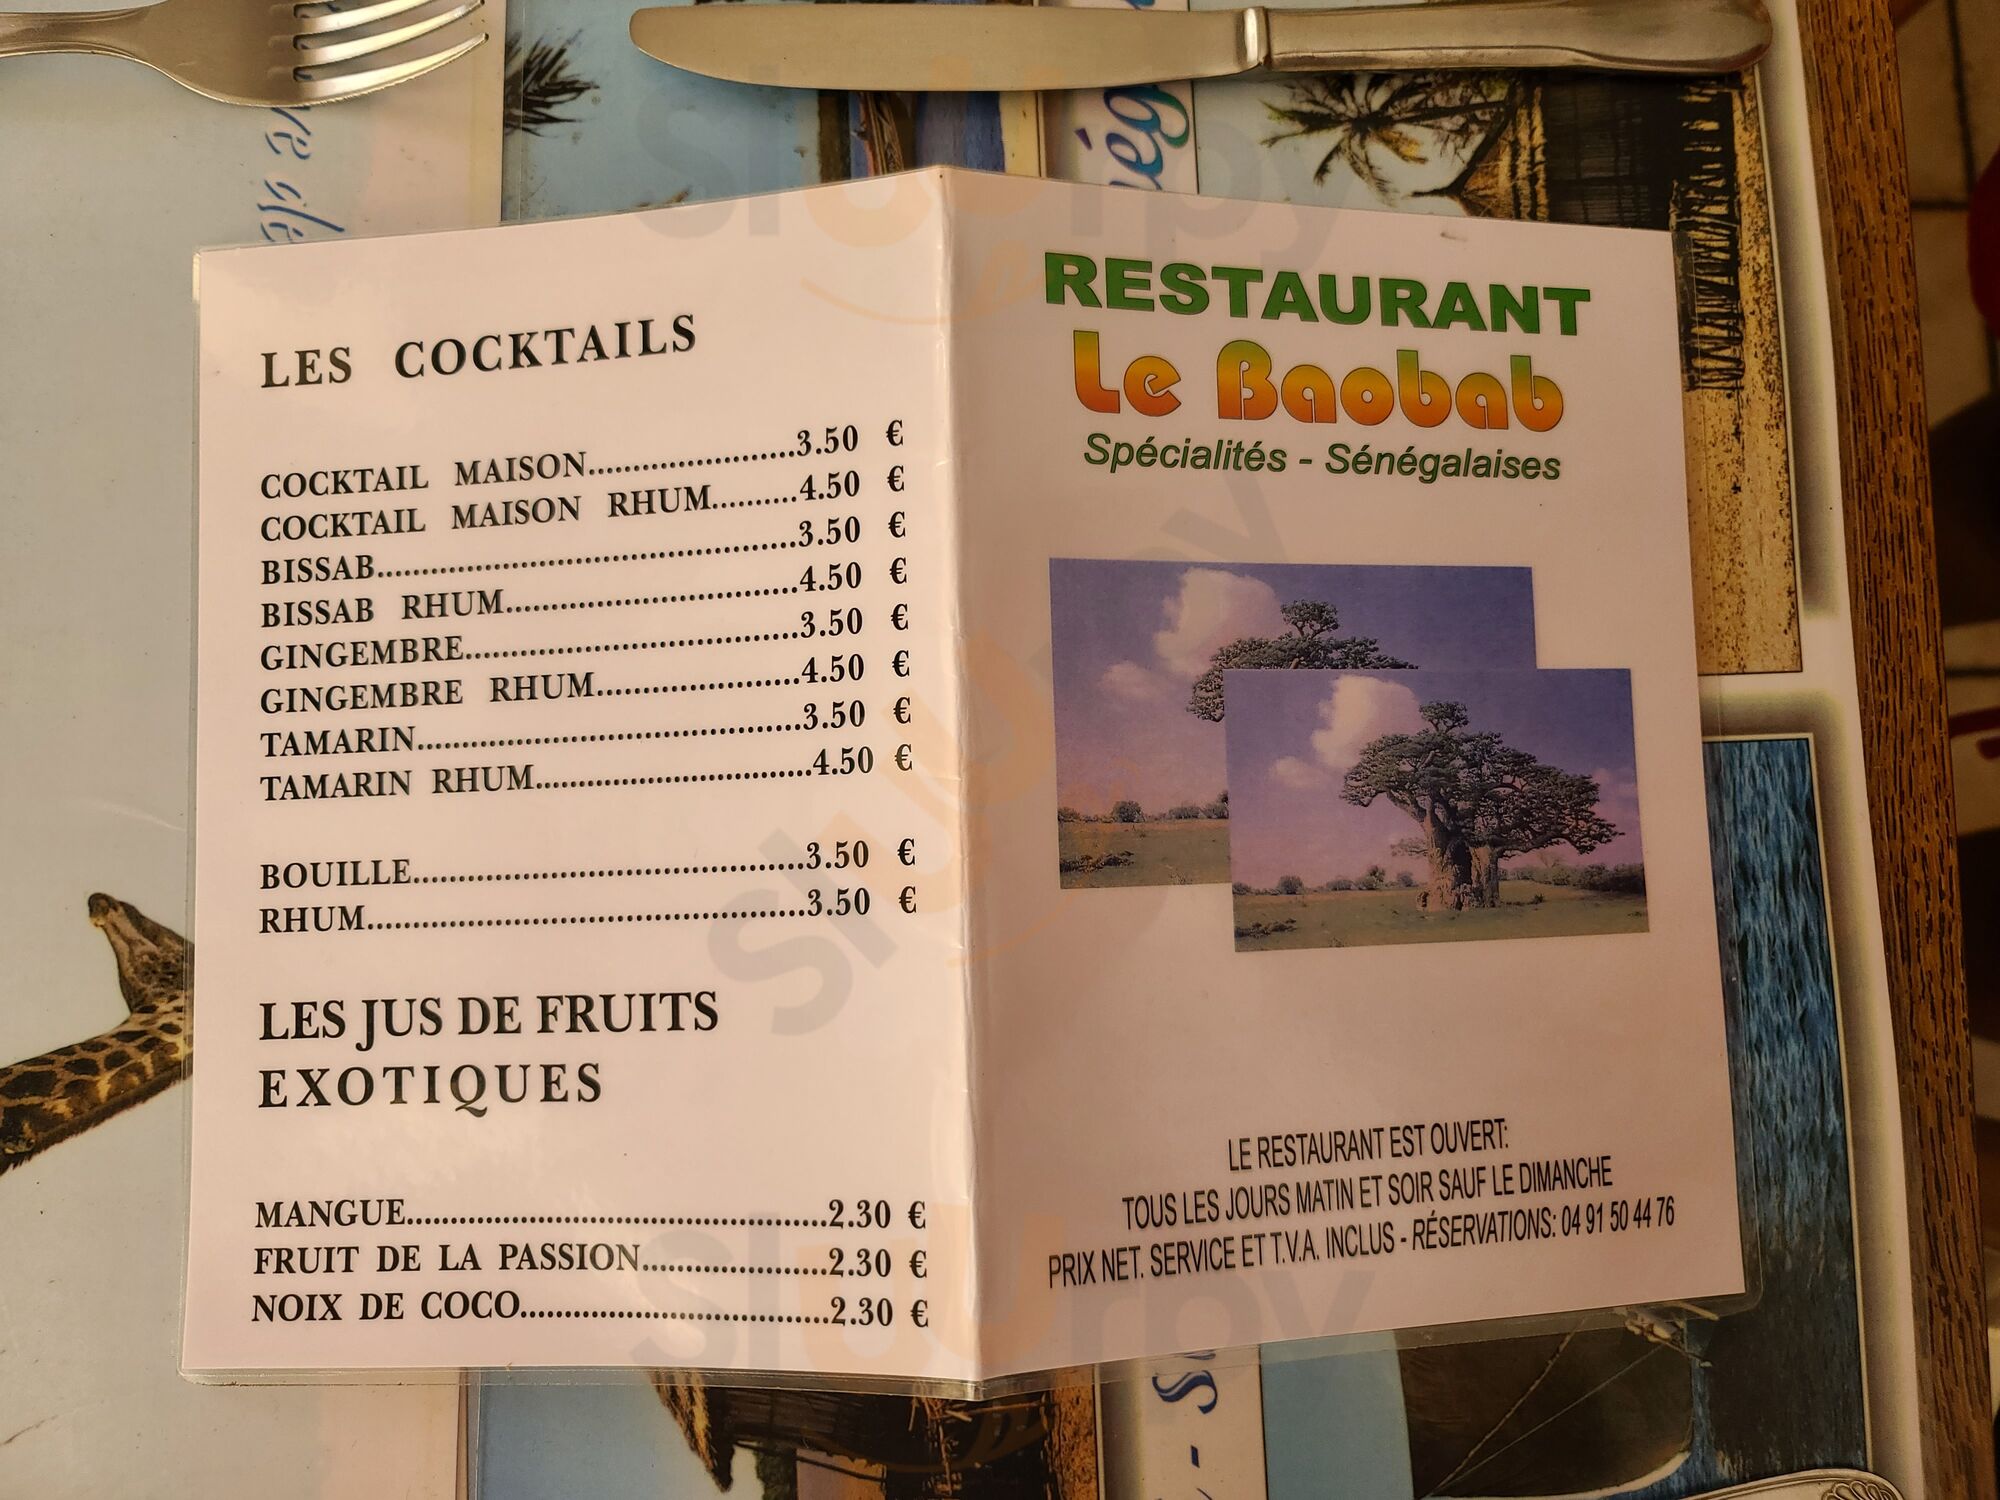 LES COCKTAILS
COCKTAIL MAISON.......................3.50 €
COCKTAIL MAISON RHUM..........4.50 €
BISSAB...............................................3.50 €
BISSAB RHUM.................................4.50 €
GINGEMBRE.....................................3.50 €
GINGEMBRE RHUM.......................4.50 €
TAMARIN...........................................3.50 €
TAMARIN RHUM...............................4.50 €
BOUILLE............................................3.50 €
RHUM.................................................3.50 €
LES JUS DE FRUITS
EXOTIQUES
MANGUE...............................................2.30 €
FRUIT DE LA PASSION.....................2.30 €
NOIX DE COCO..................................2.30 €
RESTAURANT
Le Baobab
Spécialités - Sénégalaises
LE RESTAURANT EST OUVERT:
TOUS LES JOURS MATIN ET SOIR SAUF LE DIMANCHE
PRIX NET. SERVICE ET T.V.A. INCLUS - RÉSERVATIONS: 04 91 50 44 76
sluurpy
sluurpy
sluurpy